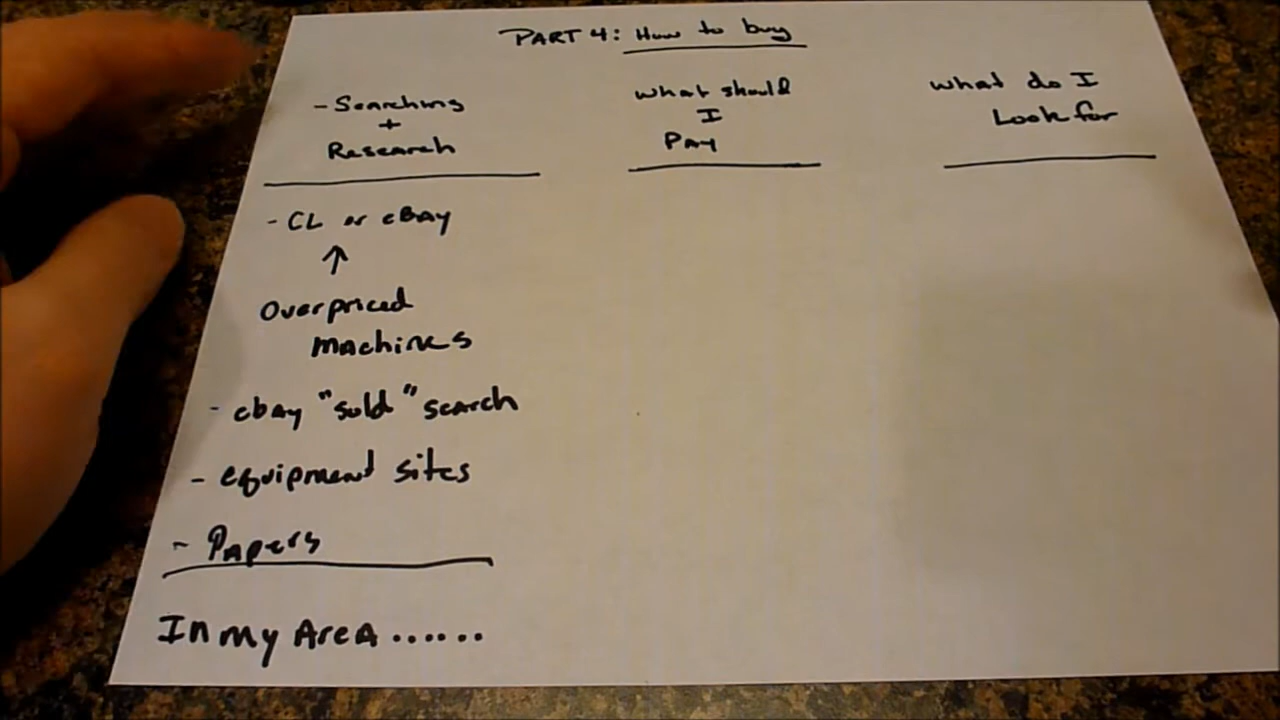 PART 4: How to buy
- Searching
+
Research
- CL or eBay
↑
Overpriced
machines
- ebay "sold" search
- equipment sites
- Papers
In my Area ......
what should
I
Pay
what do I
Look for